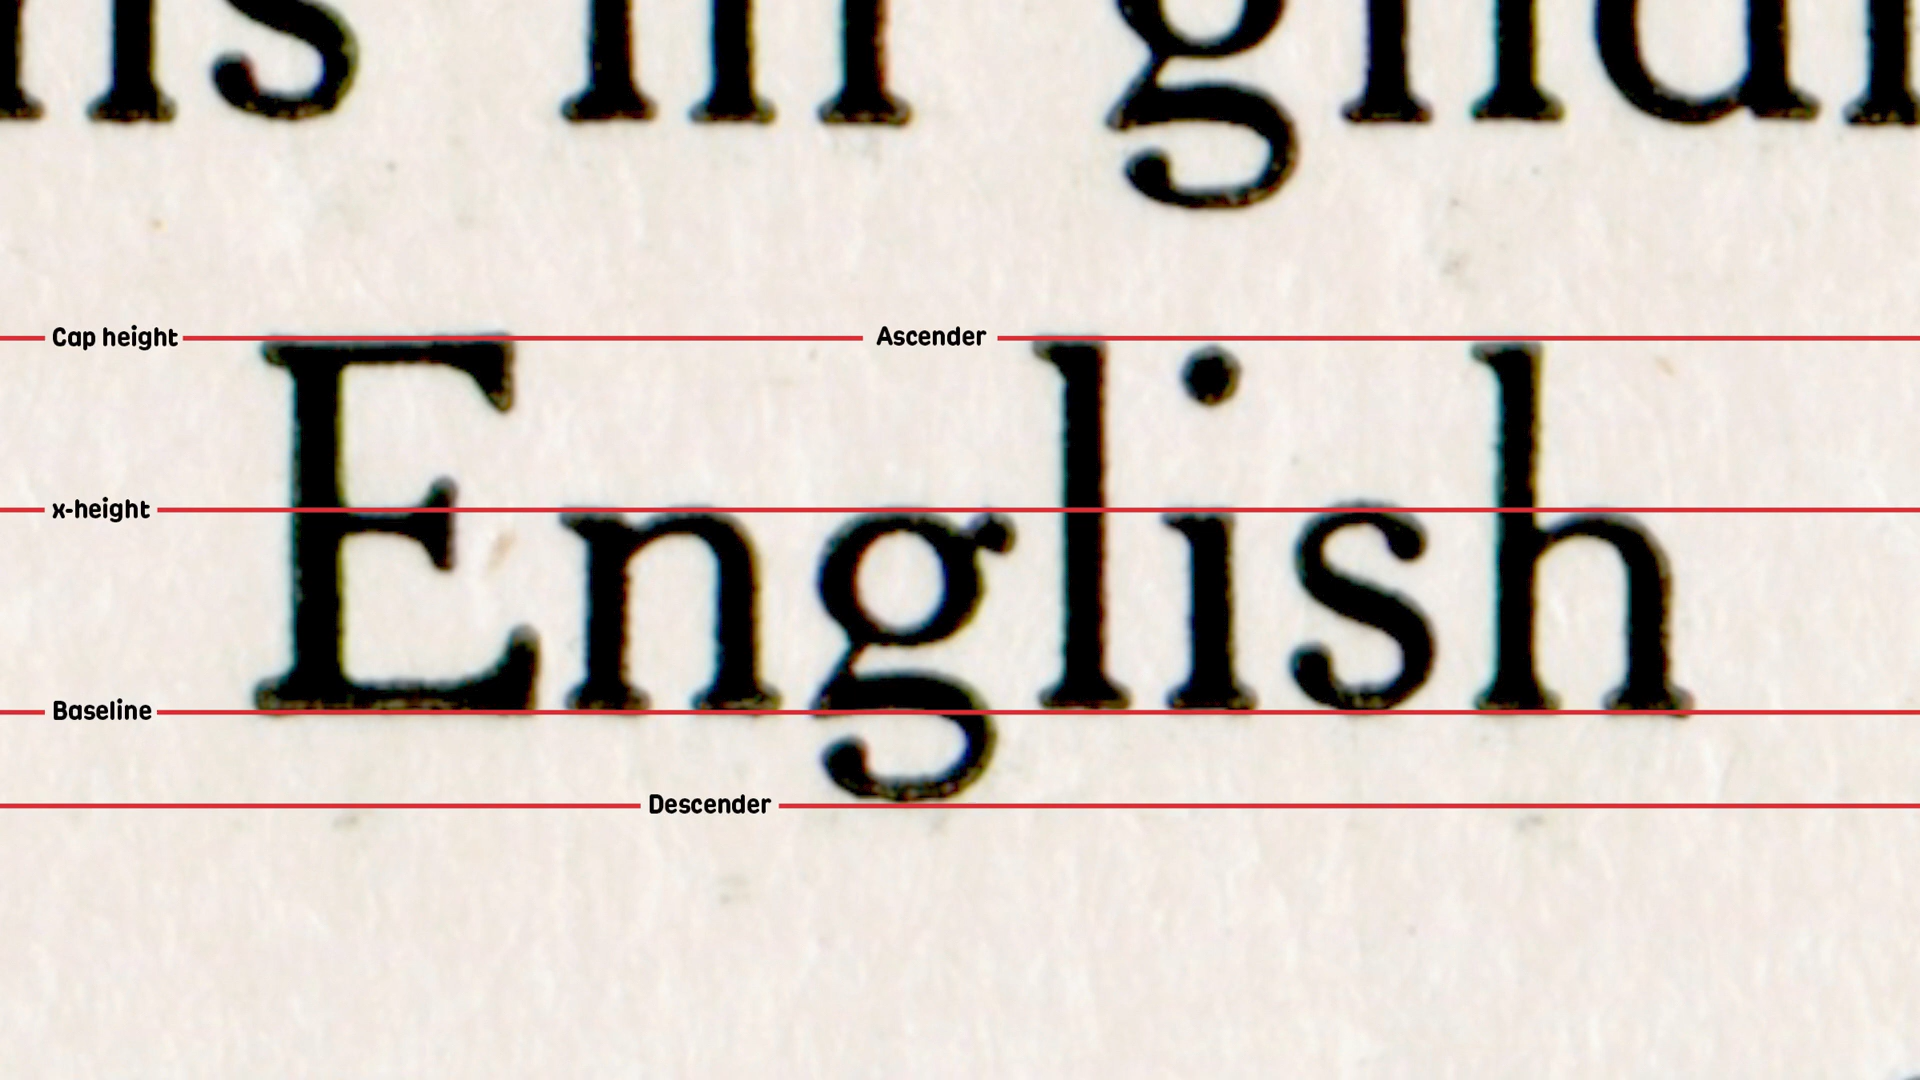 Cap height
Ascender
x-height
English
Baseline
Descender